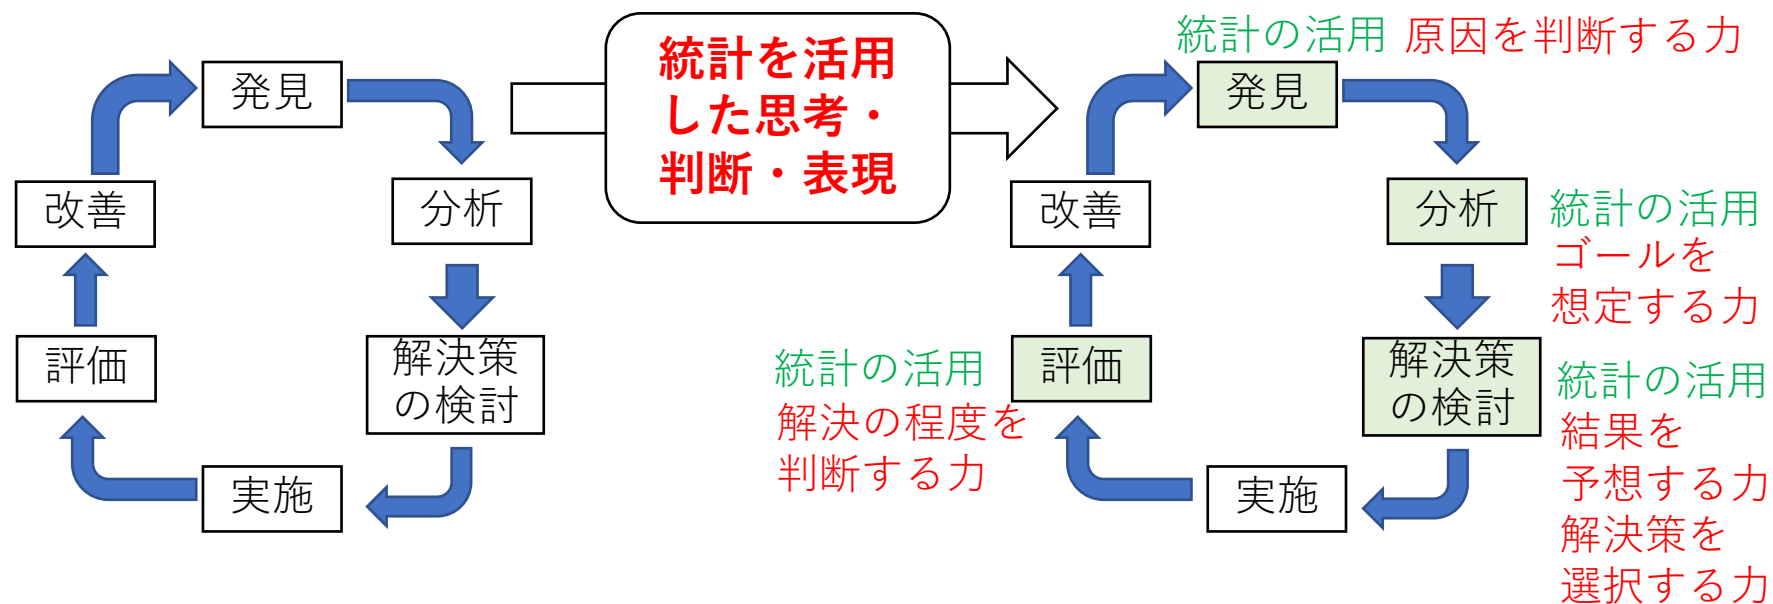 発見
分析
解決策
の検討
実施
評価
改善
統計を活用
した思考・
判断・表現
統計の活用 原因を判断する力
発見
分析
統計の活用
ゴールを
想定する力
解決策
の検討
統計の活用
結果を
予想する力
解決策を
選択する力
実施
評価
統計の活用
解決の程度を
判断する力
改善